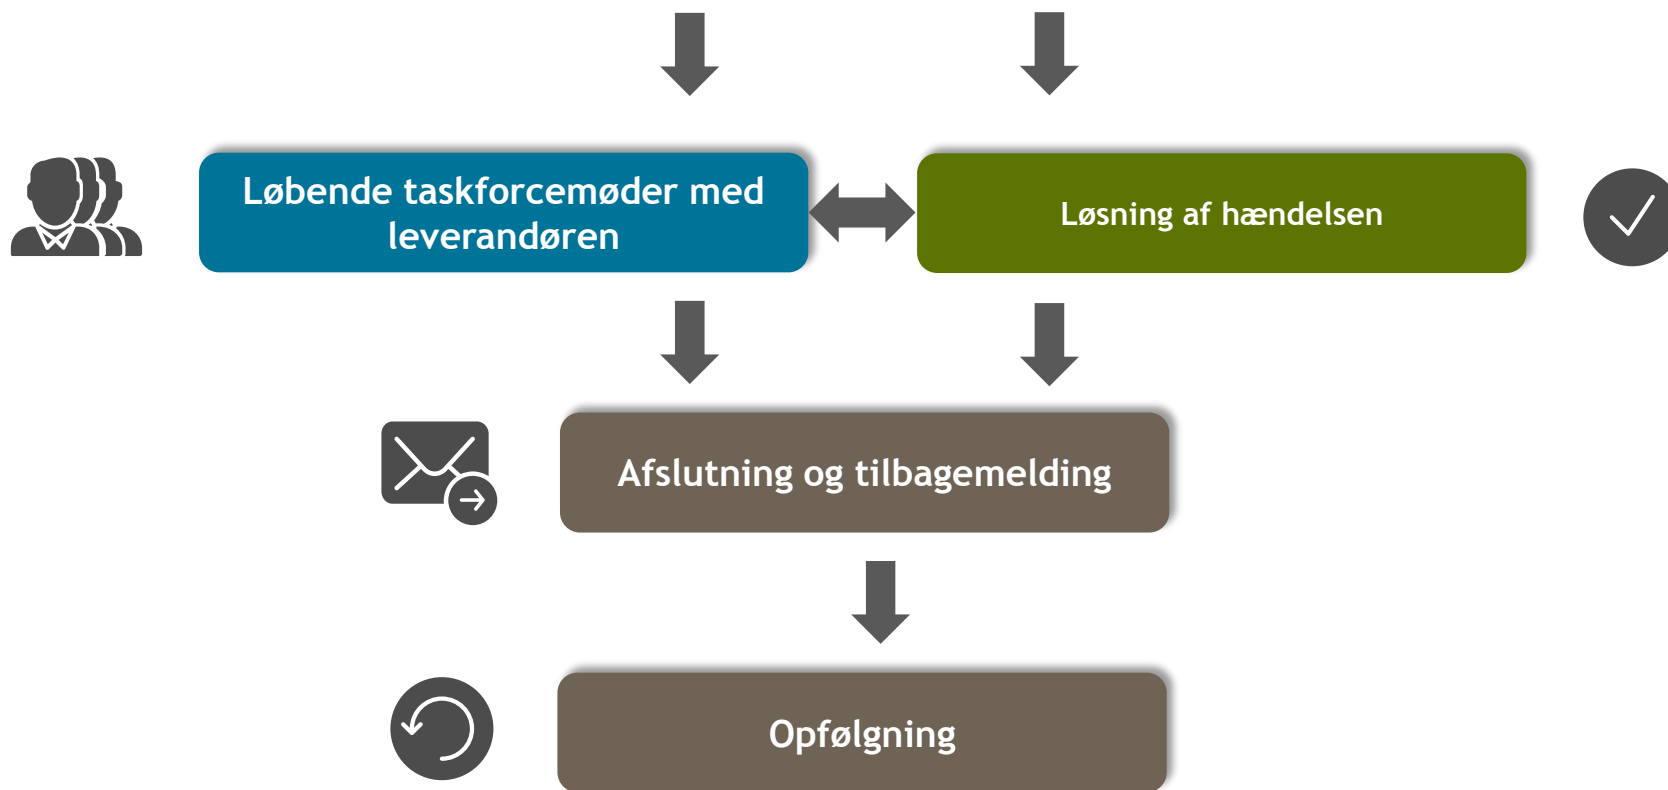 Løbende taskforcemøder med
leverandøren
Løsning af hændelsen
Afslutning og tilbagemelding
Opfølgning